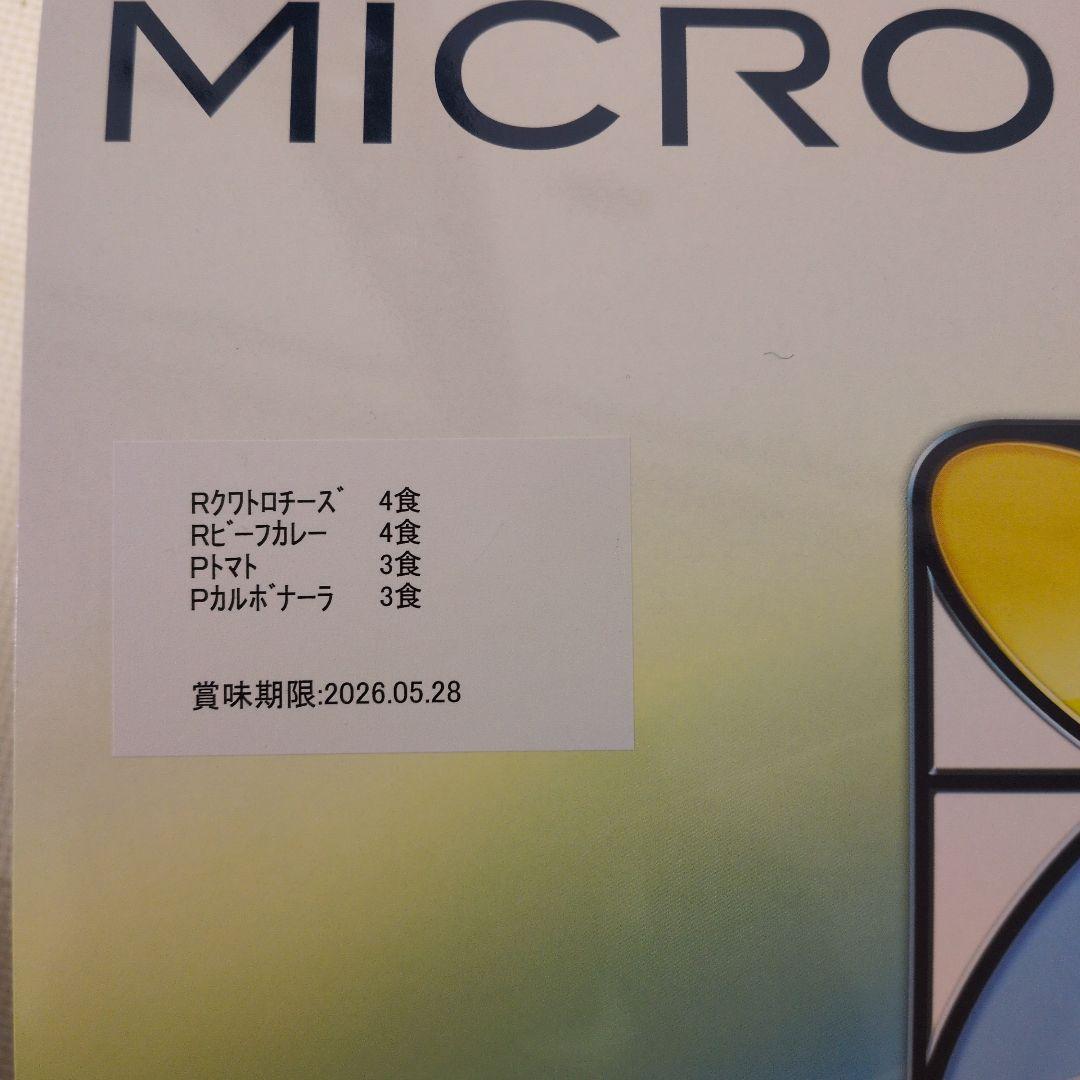 MICRO
Rｸﾜﾄﾛﾁｰｽﾞ 4食
Rﾋﾞｰﾌｶﾚｰ 4食
Pﾄﾏﾄ 3食
Pｶﾙﾎﾞﾅｰﾗ 3食
賞味期限:2026.05.28